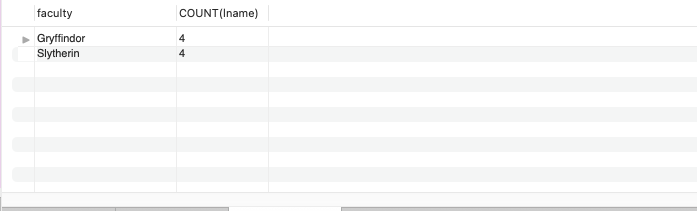 faculty COUNT(lname)
Gryffindor 4
Slytherin 4